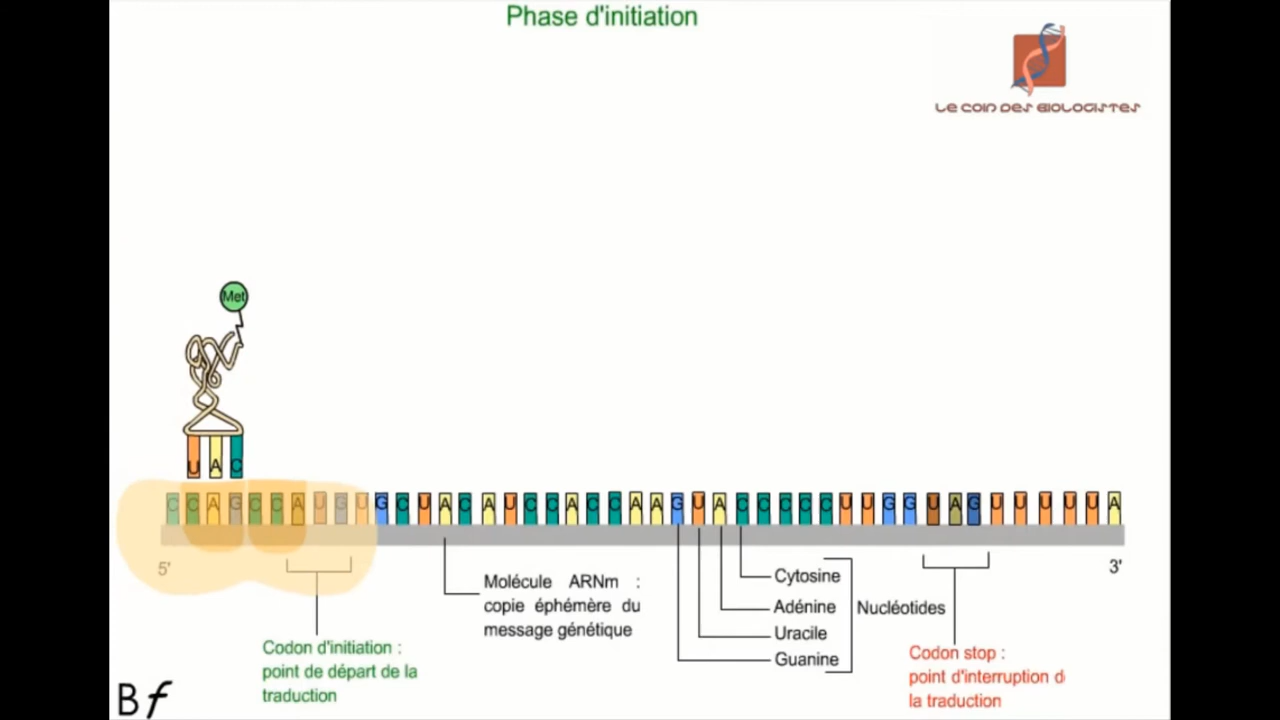 Phase d'initiation
LE COIN DES BIOLOGISTES
Met
U A C
C C A G C C A U G U G C U A C A U C C A C C A A G U A C C C C C U U G G U A G U U U U U A
5'
3'
Molécule ARNm :
copie éphémère du
message génétique
Cytosine
Adénine
Uracile
Guanine
Nucléotides
Codon d'initiation :
point de départ de la
traduction
Codon stop :
point d'interruption d
la traduction
Bf